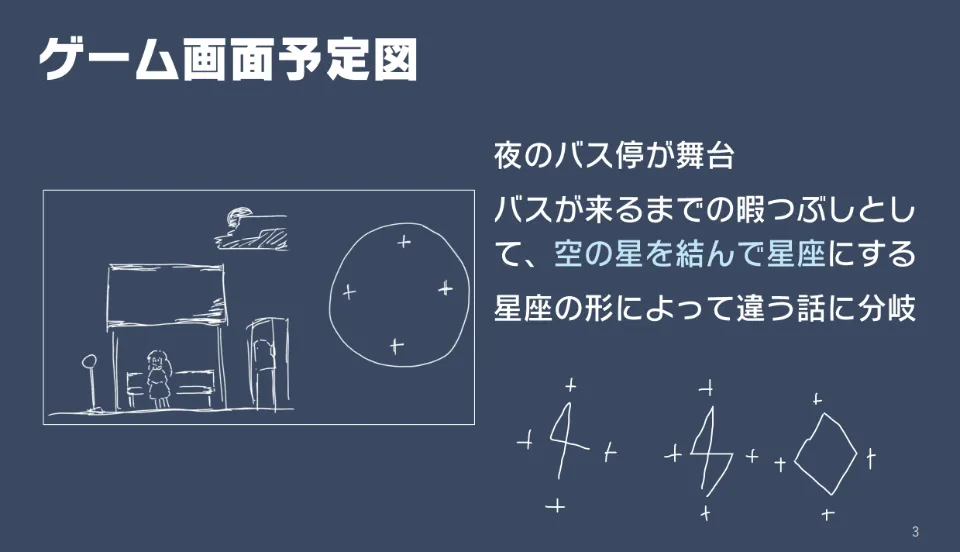 ゲーム画面予定図
夜のバス停が舞台
バスが来るまでの暇つぶしとし
て、空の星を結んで星座にする
星座の形によって違う話に分岐
3